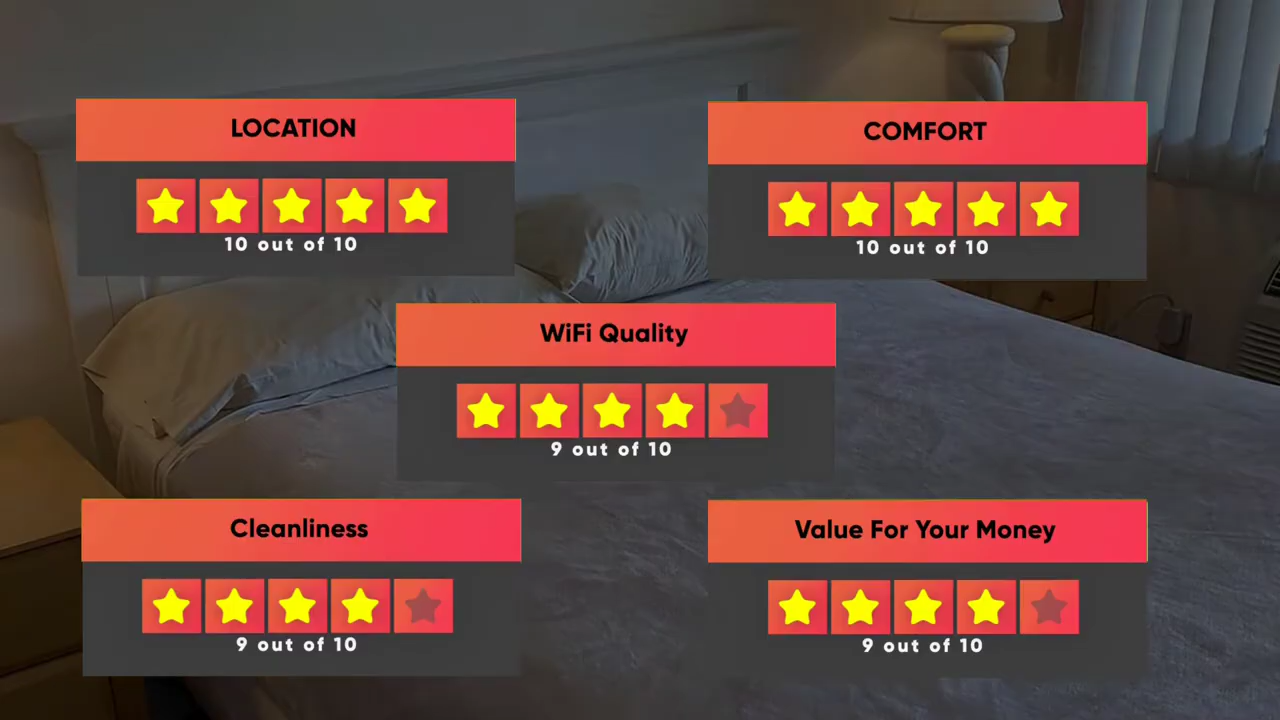 LOCATION
10 out of 10
COMFORT
10 out of 10
WiFi Quality
9 out of 10
Cleanliness
9 out of 10
Value For Your Money
9 out of 10